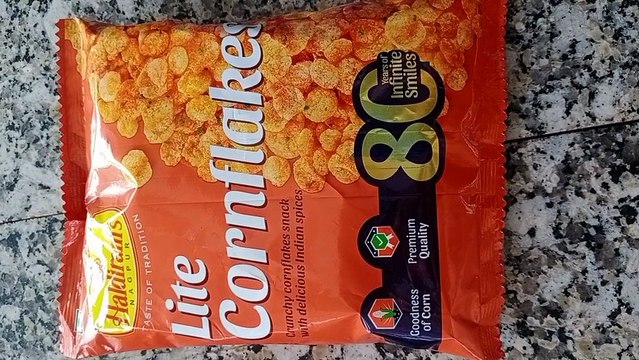 Haldiram's
NAGPUR
TASTE OF TRADITION
Lite
Cornflakes
Crunchy cornflakes snack
with delicious Indian spices
80
Years of
Infinite
Smiles
Goodness
of Corn
Premium
Quality